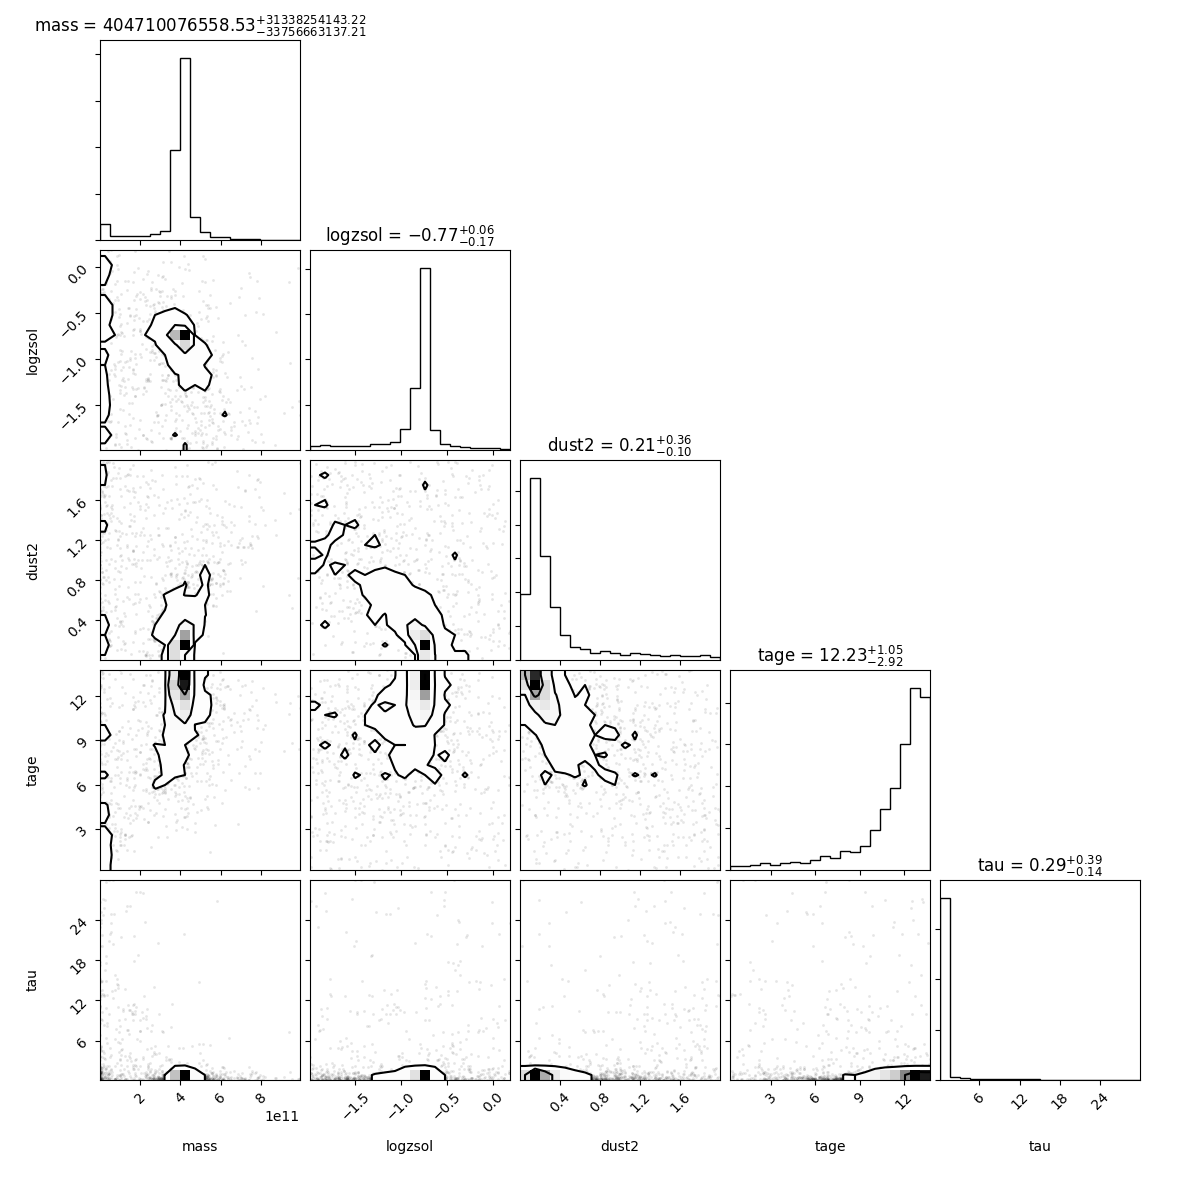 mass = 404710076558.53+31338254143.22−33756663137.21
logzsol = −0.77+0.06−0.17
0.0
−0.5
−1.0
−1.5
logzsol
dust2 = 0.21+0.36−0.10
1.6
1.2
0.8
0.4
dust2
tage = 12.23+1.05−2.92
12
9
6
3
tage
tau = 0.29+0.39−0.14
24
18
12
6
tau
2 4 6 8 −1.5 −1.0 −0.5 0.0 0.4 0.8 1.2 1.6 3 6 9 12 6 12 18 24
1e11
mass logzsol dust2 tage tau